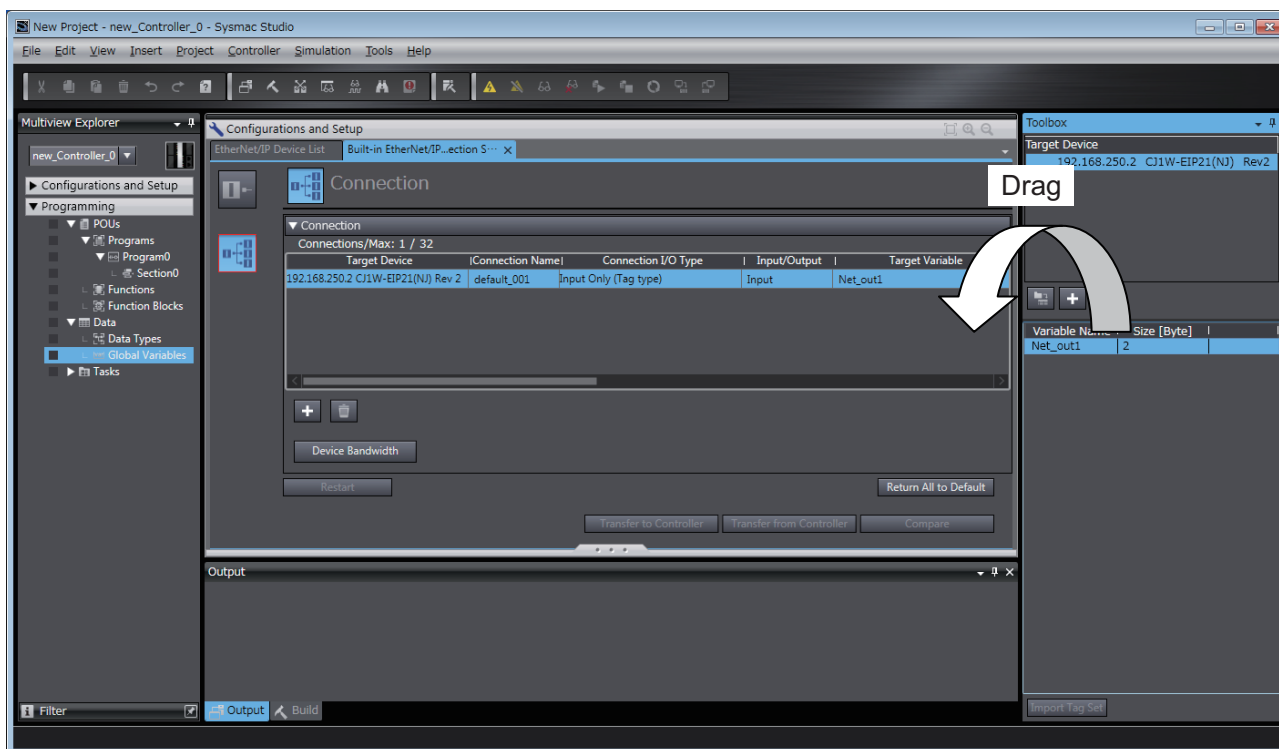 New Project - new_Controller_0 - Sysmac Studio
File Edit View Insert Project Controller Simulation Tools Help
Multiview Explorer
new_Controller_0
Configurations and Setup
Programming
POUs
Programs
Program0
Section0
Functions
Function Blocks
Data
Data Types
Global Variables
Tasks
Filter
Configurations and Setup
EtherNet/IP Device List Built-in EtherNet/IP...ection S...
Connection
Connection
Connections/Max: 1 / 32
Target Device Connection Name Connection I/O Type Input/Output Target Variable
192.168.250.2 CJ1W-EIP21(NJ) Rev 2 default_001 Input Only (Tag type) Input Net_out1
Device Bandwidth
Restart Return All to Default
Transfer to Controller Transfer from Controller Compare
Output
Output Build
Toolbox
Target Device
192.168.250.2 CJ1W-EIP21(NJ) Rev2
Drag
Variable Name Size [Byte]
Net_out1 2
Import Tag Set